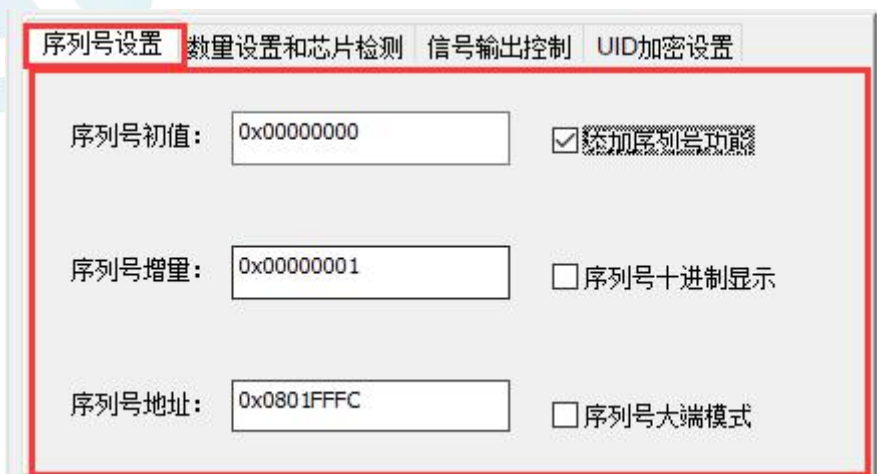 序列号设置 数量设置和芯片检测 信号输出控制 UID加密设置
序列号初值： 0x00000000 添加序列号功能
序列号增量： 0x00000001 序列号十进制显示
序列号地址： 0x0801FFFC 序列号大端模式